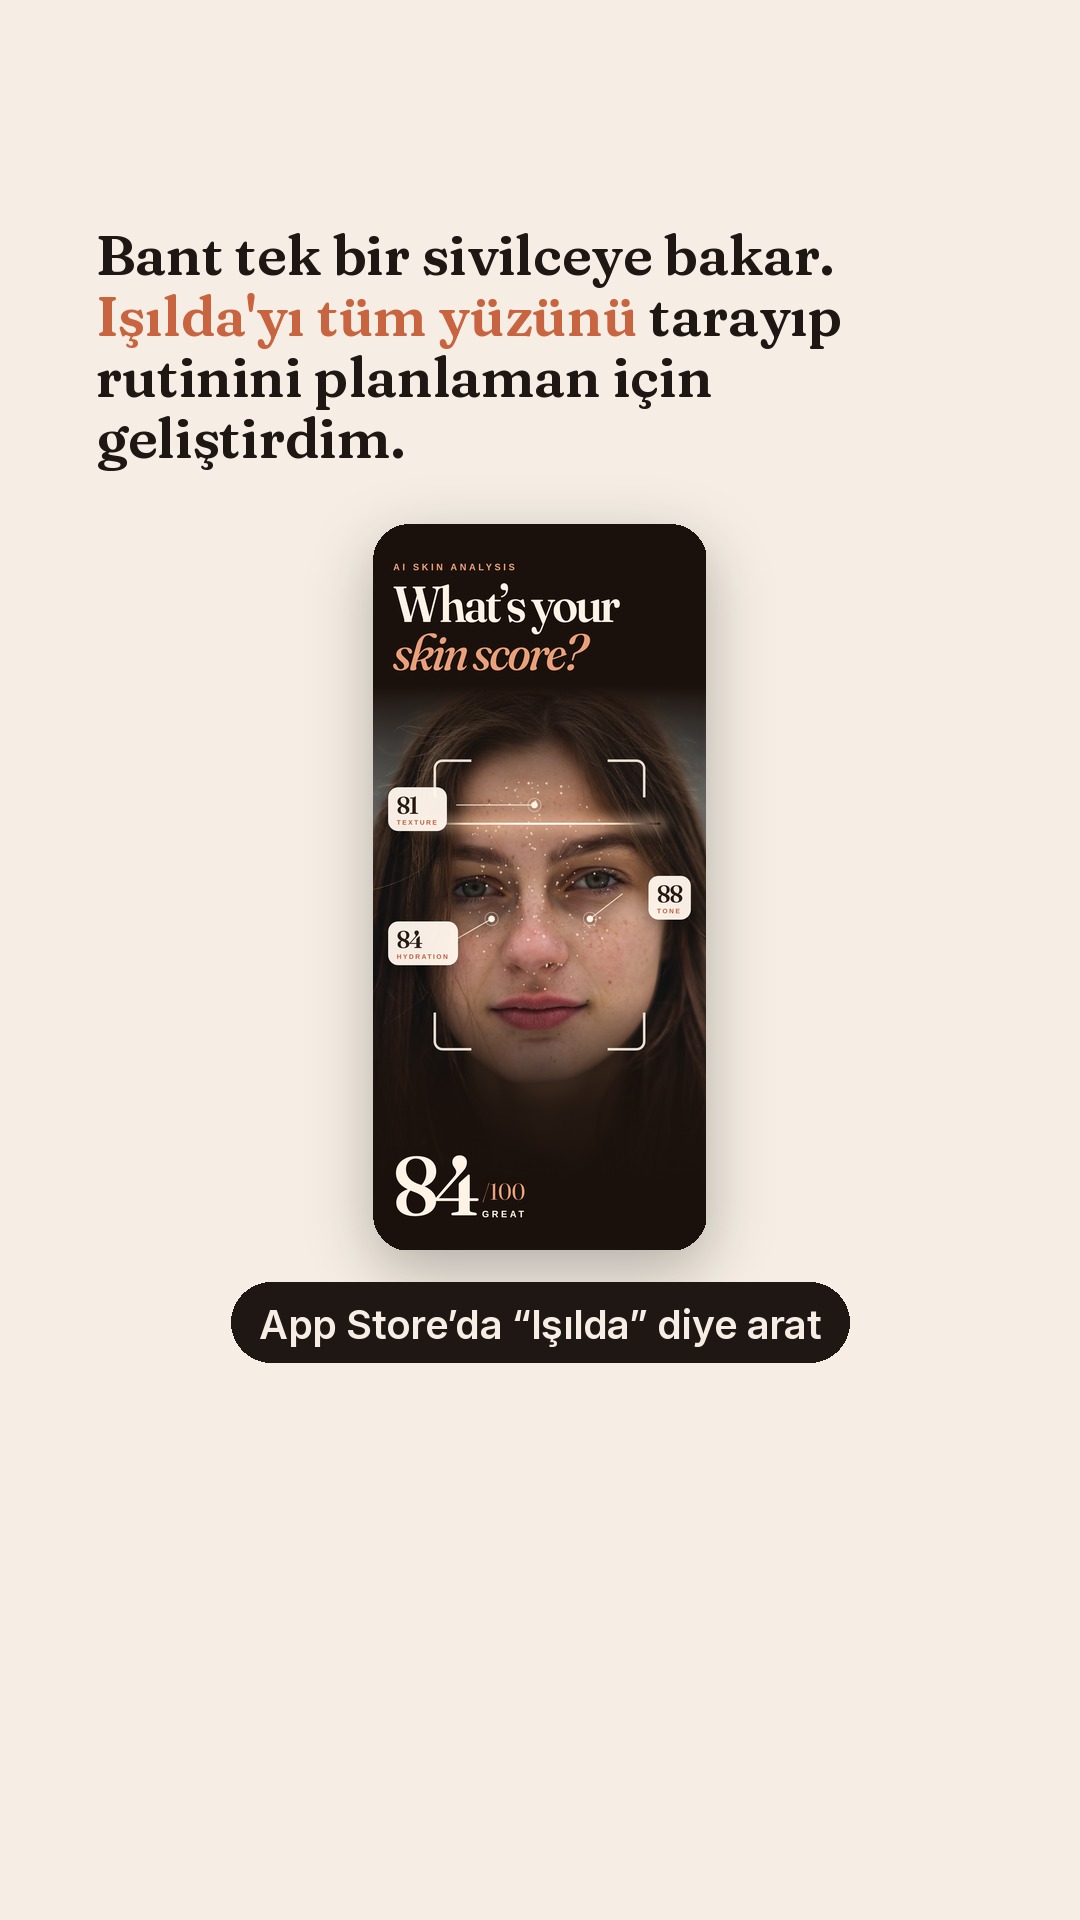 Bant tek bir sivilceye bakar.
Işılda'yı tüm yüzünü tarayıp
rutinini planlaman için
geliştirdim.
AI SKIN ANALYSIS
What’s your
skin score?
81
TEXTURE
88
TONE
84
HYDRATION
84 /100
GREAT
App Store’da “Işılda” diye arat